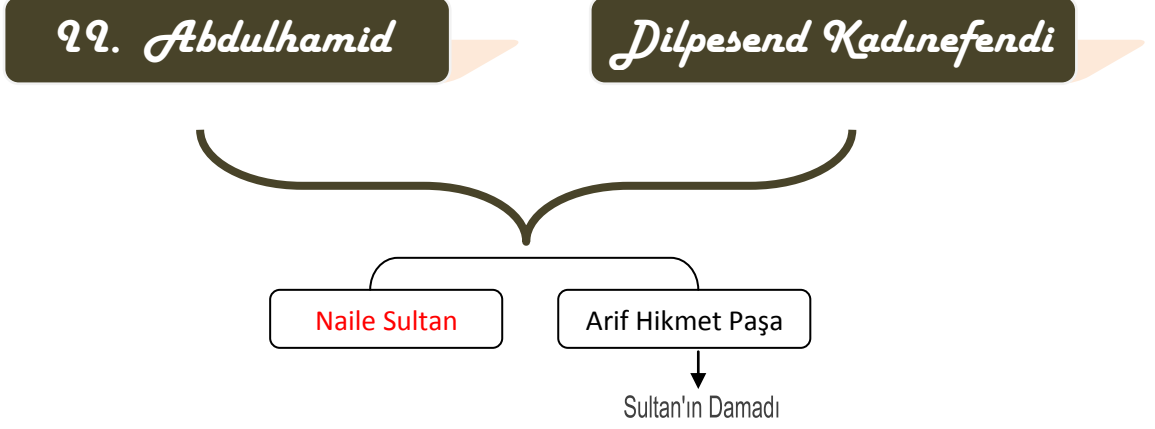 II. Abdulhamid
Dilpesend Kadınefendi
Naile Sultan
Arif Hikmet Paşa
Sultan'ın Damadı